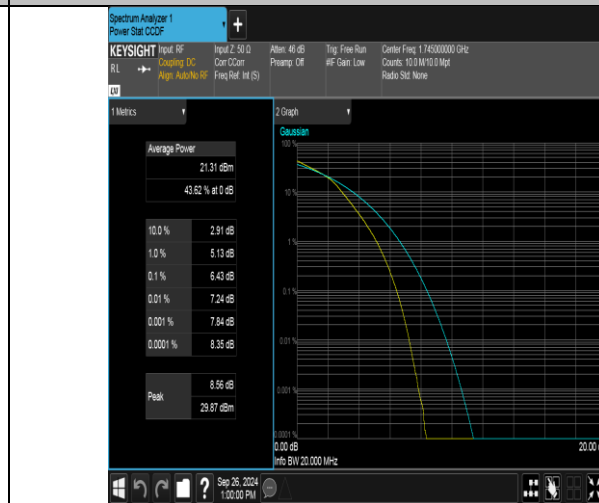 Spectrum Analyzer 1
Power Stat CCDF
+
KEYSIGHT Input: RF Input Z: 50 Ω Atten: 46 dB Trig: Free Run Center Freq: 1.745000000 GHz
RL Coupling: DC Corr CCorr Preamp: Off #IF Gain: Low Counts: 10.0 M/10.0 Mpt
Align: Auto/No RF Freq Ref: Int (S) Radio Std: None
LXI
1 Metrics
Average Power
21.31 dBm
43.62 % at 0 dB
10.0 % 2.91 dB
1.0 % 5.13 dB
0.1 % 6.43 dB
0.01 % 7.24 dB
0.001 % 7.84 dB
0.0001 % 8.35 dB
Peak 8.56 dB
29.87 dBm
2 Graph
Gaussian
100 %
10 %
1 %
0.1 %
0.01 %
0.001 %
0.0001 %
0.00 dB 20.00
Info BW 20.000 MHz
?
Sep 26, 2024
1:00:00 PM